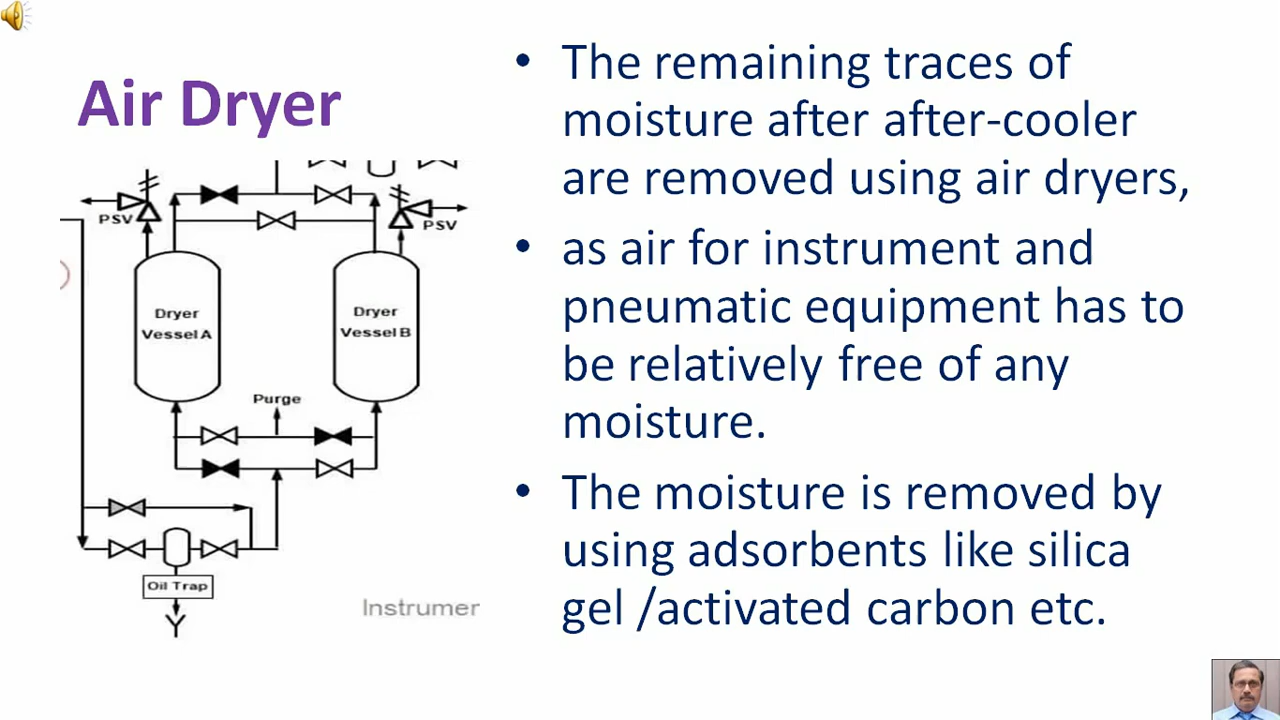 Air Dryer
PSV
PSV
Dryer
Vessel A
Dryer
Vessel B
Purge
Oil Trap
Instrumer
• The remaining traces of
moisture after after-cooler
are removed using air dryers,
• as air for instrument and
pneumatic equipment has to
be relatively free of any
moisture.
• The moisture is removed by
using adsorbents like silica
gel /activated carbon etc.